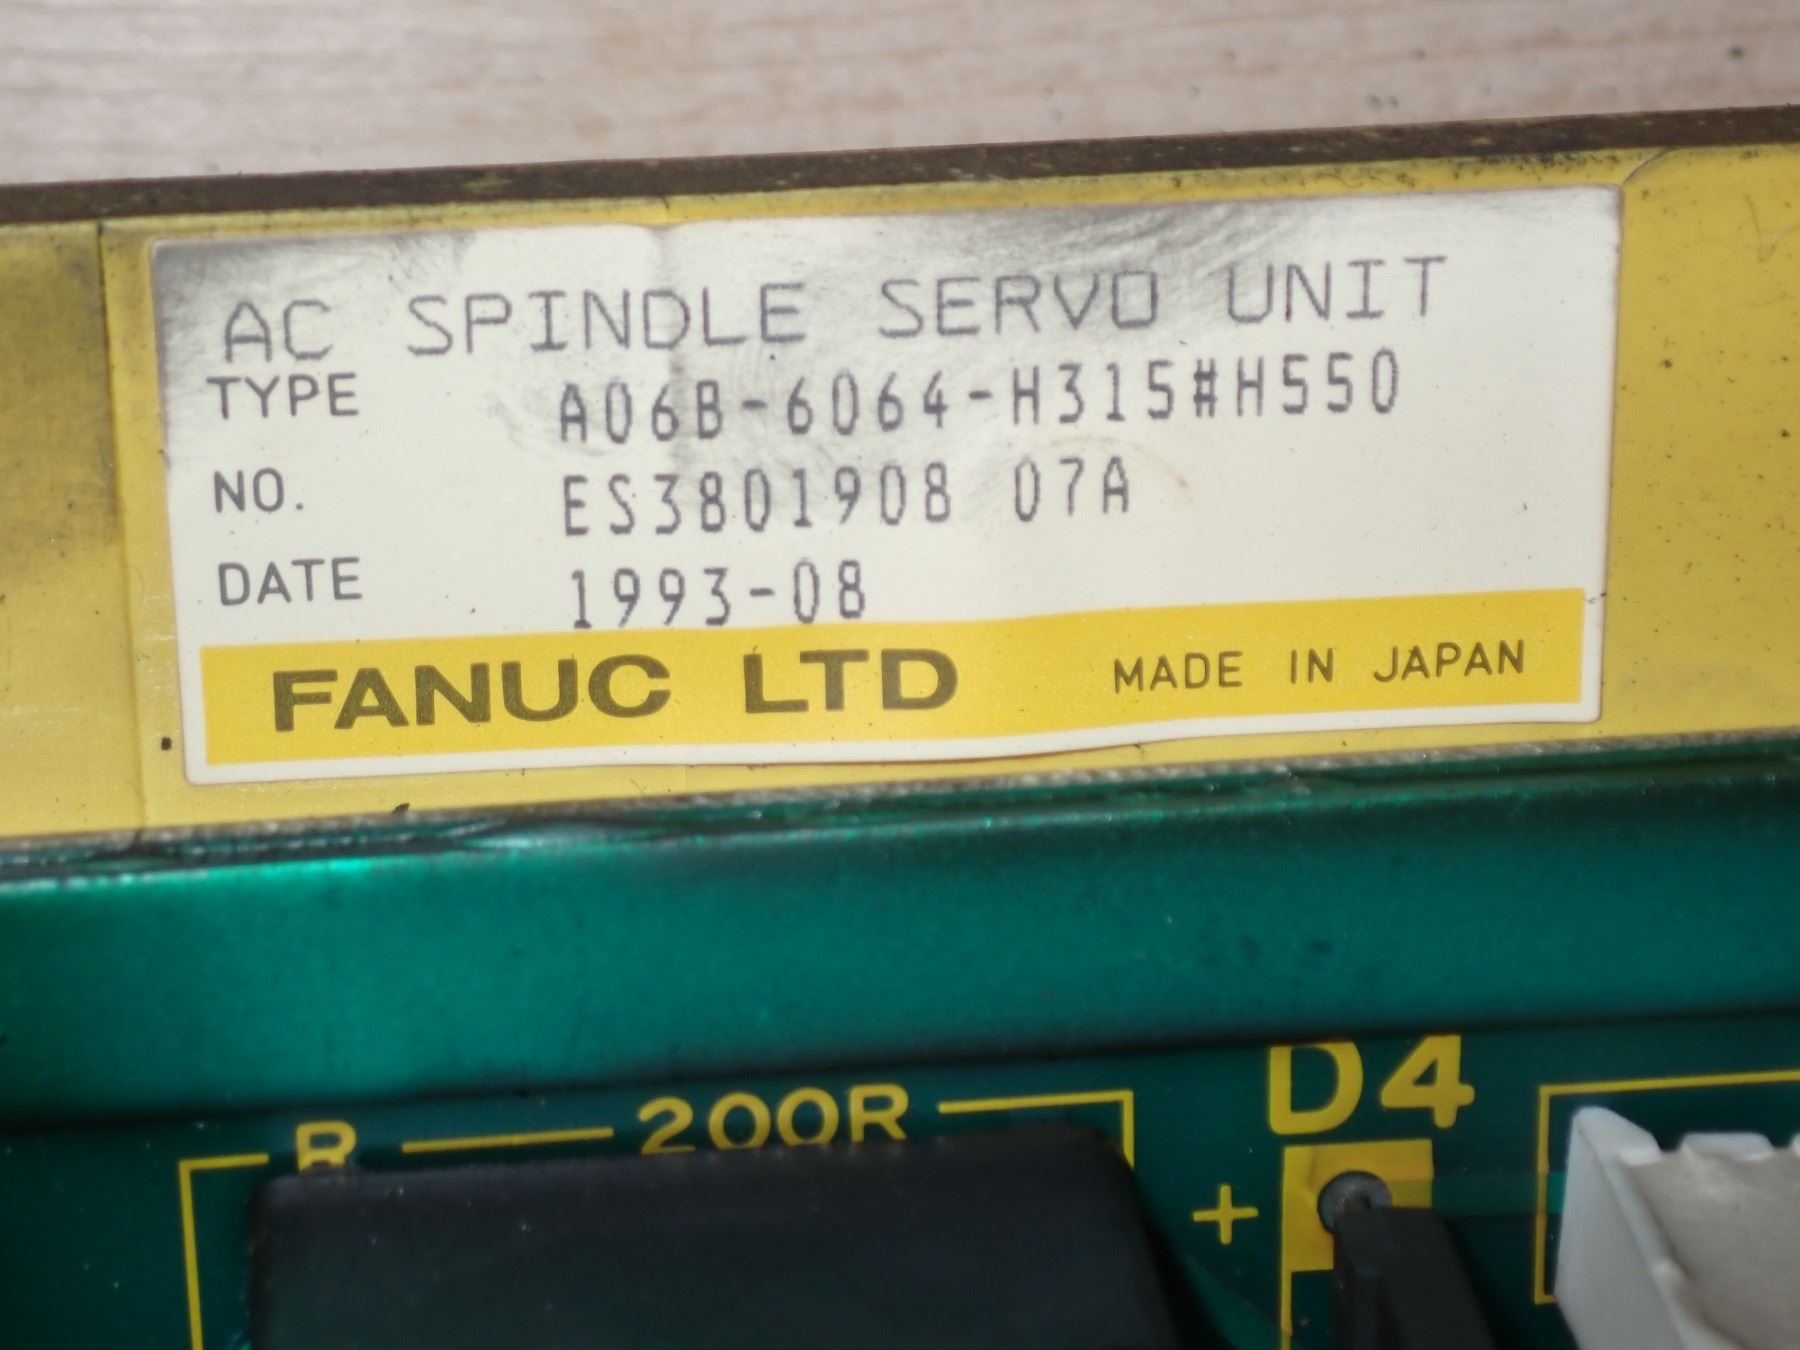 AC SPINDLE SERVO UNIT
TYPE A06B-6064-H315#H550
NO. ES3801908 07A
DATE 1993-08
FANUC LTD MADE IN JAPAN
R 200R
D4
+